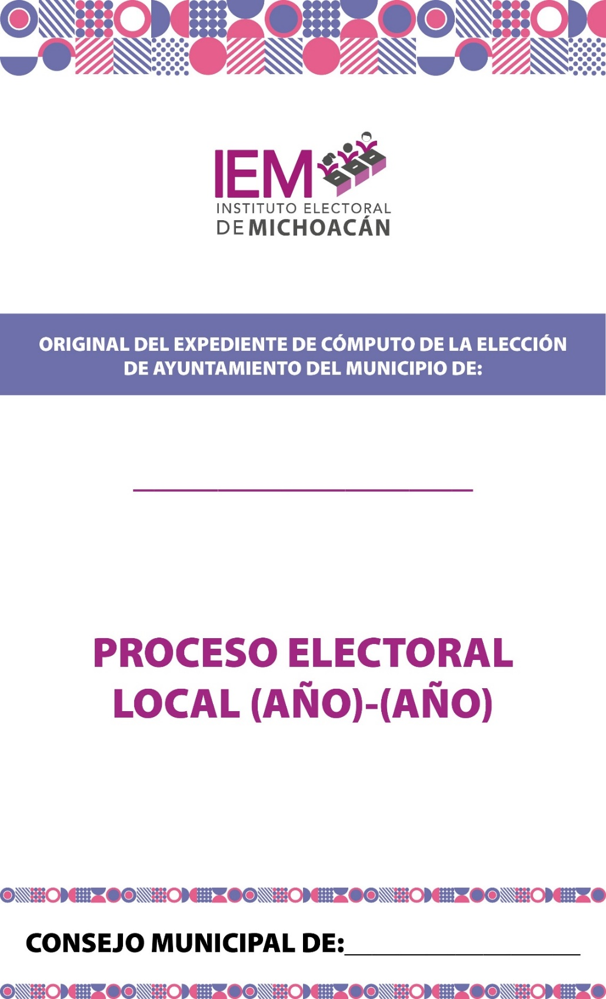 IEM
INSTITUTO ELECTORAL
DE MICHOACÁN
ORIGINAL DEL EXPEDIENTE DE CÓMPUTO DE LA ELECCIÓN
DE AYUNTAMIENTO DEL MUNICIPIO DE:
PROCESO ELECTORAL
LOCAL (AÑO)-(AÑO)
CONSEJO MUNICIPAL DE: